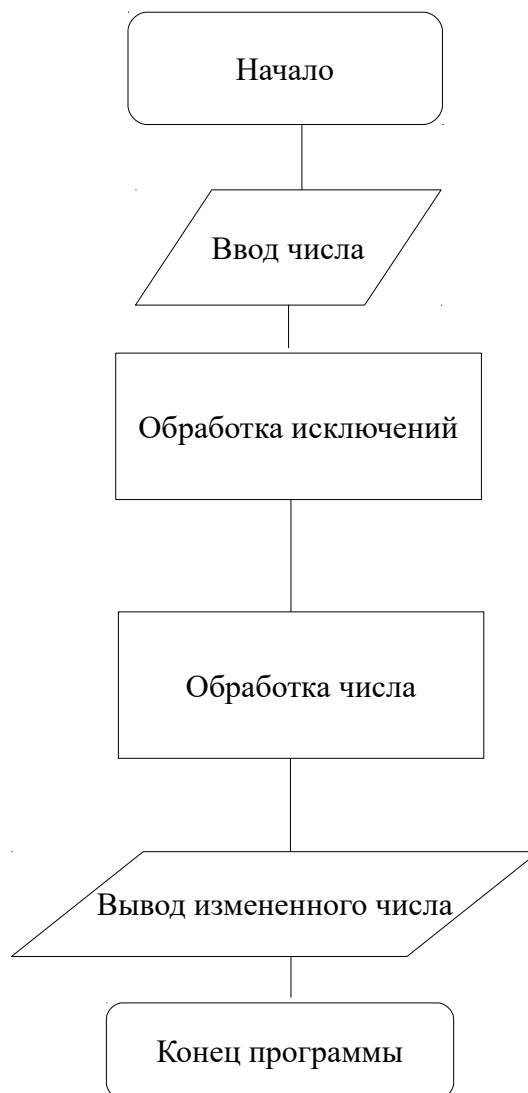 Начало
Ввод числа
Обработка исключений
Обработка числа
Вывод измененного числа
Конец программы